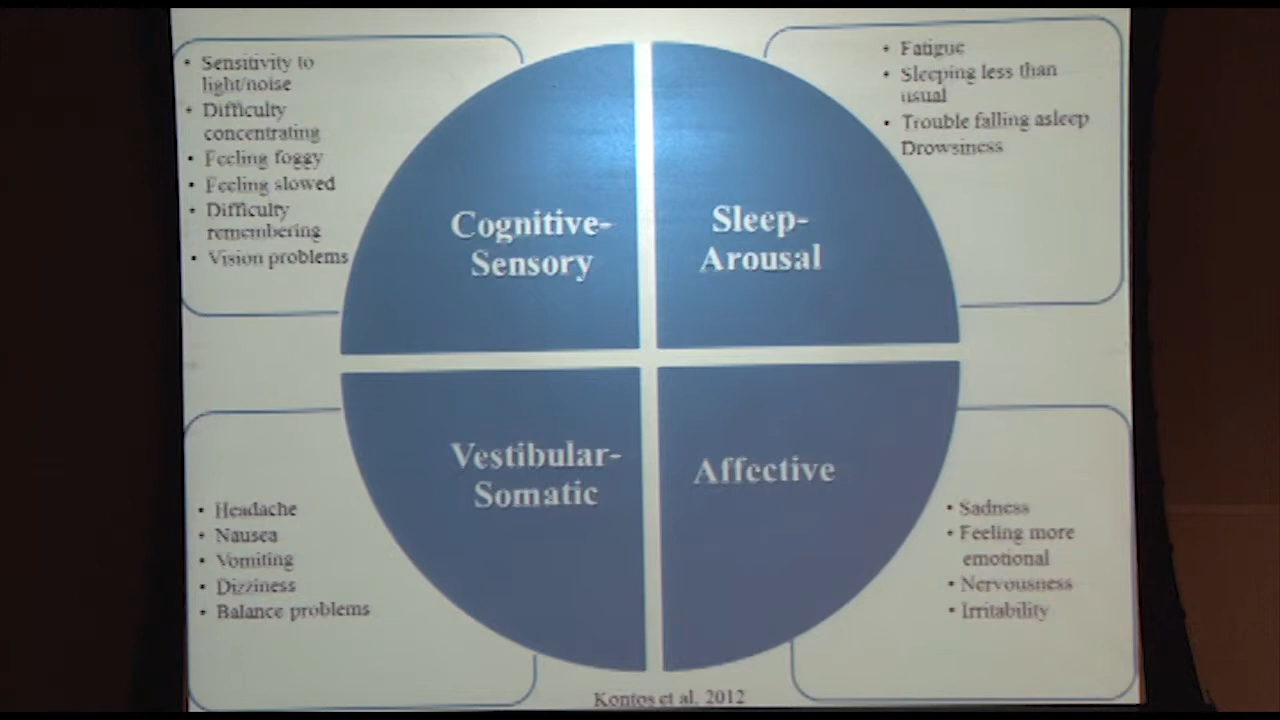 • Sensitivity to
light/noise
• Difficulty
concentrating
• Feeling foggy
• Feeling slowed
• Difficulty
remembering
• Vision problems
• Fatigue
• Sleeping less than
usual
• Trouble falling asleep
Drowsiness
Cognitive-
Sensory
Sleep-
Arousal
Vestibular-
Somatic
Affective
• Headache
• Nausea
• Vomiting
• Dizziness
• Balance problems
• Sadness
• Feeling more
emotional
• Nervousness
• Irritability
Kontos et al, 2012